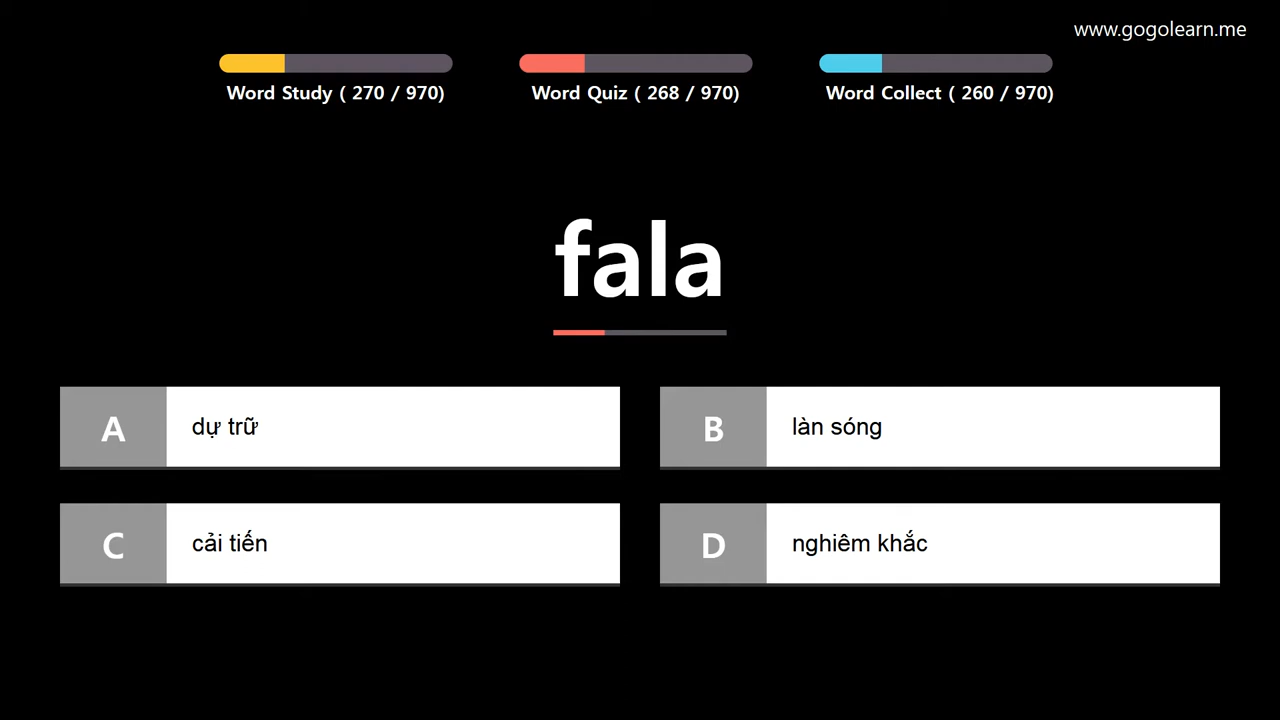 www.gogolearn.me
Word Study ( 270 / 970)
Word Quiz ( 268 / 970)
Word Collect ( 260 / 970)
fala
A dự trữ
B làn sóng
C cải tiến
D nghiêm khắc